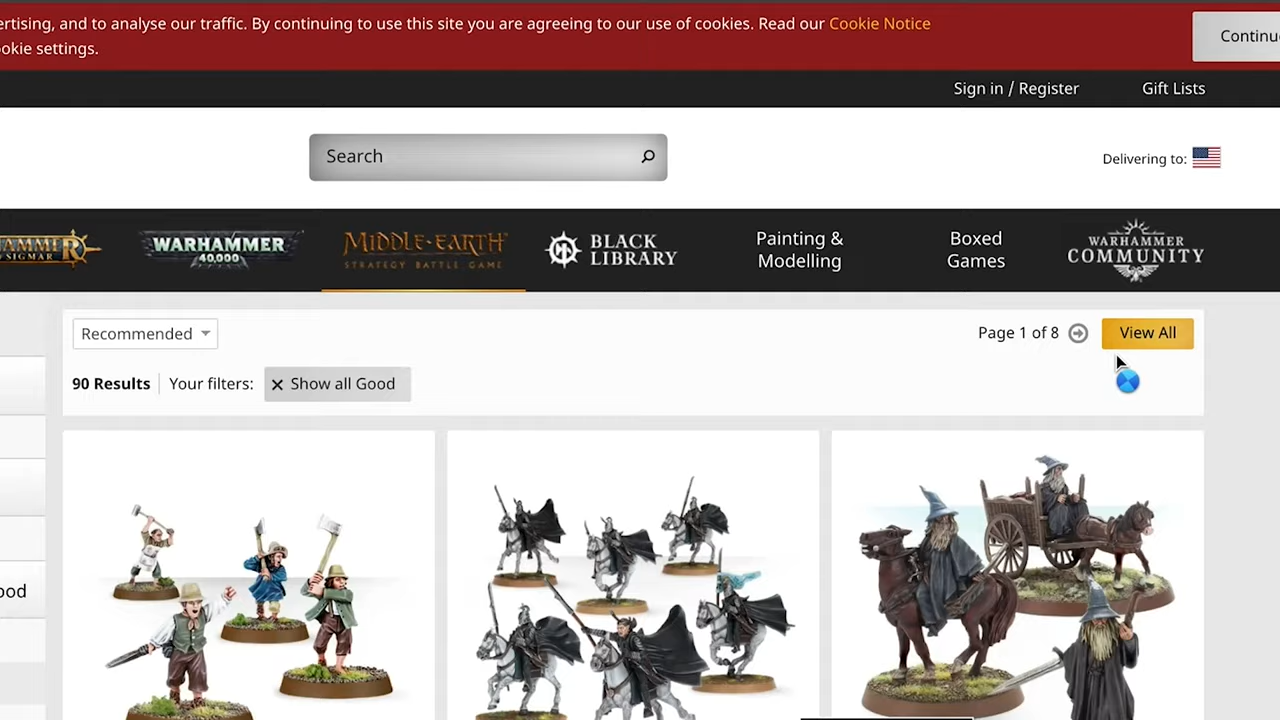 ertising, and to analyse our traffic. By continuing to use this site you are agreeing to our use of cookies. Read our Cookie Notice
ookie settings.
Continu
Sign in / Register
Gift Lists
Search
Delivering to:
AMMER
SIGMAR
WARHAMMER
40,000
MIDDLE-EARTH
STRATEGY BATTLE GAME
BLACK
LIBRARY
Painting &
Modelling
Boxed
Games
WARHAMMER
COMMUNITY
Recommended
Page 1 of 8
View All
90 Results
Your filters:
Show all Good
ood